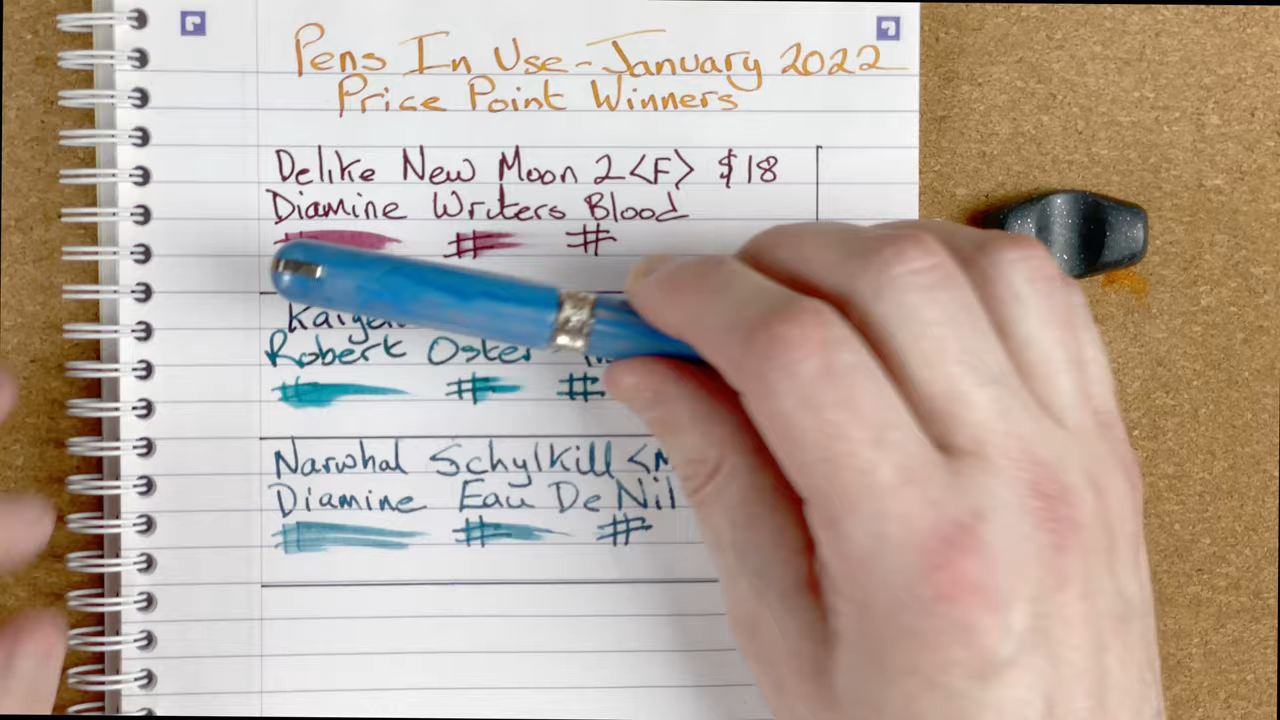 Pens In Use - January 2022
Price Point Winners
Delike New Moon 2 <F> $18
Diamine Writers Blood
# # #
Robert Oster
# # #
Narwhal Schylkill <M
Diamine Eau De Nil
# # #